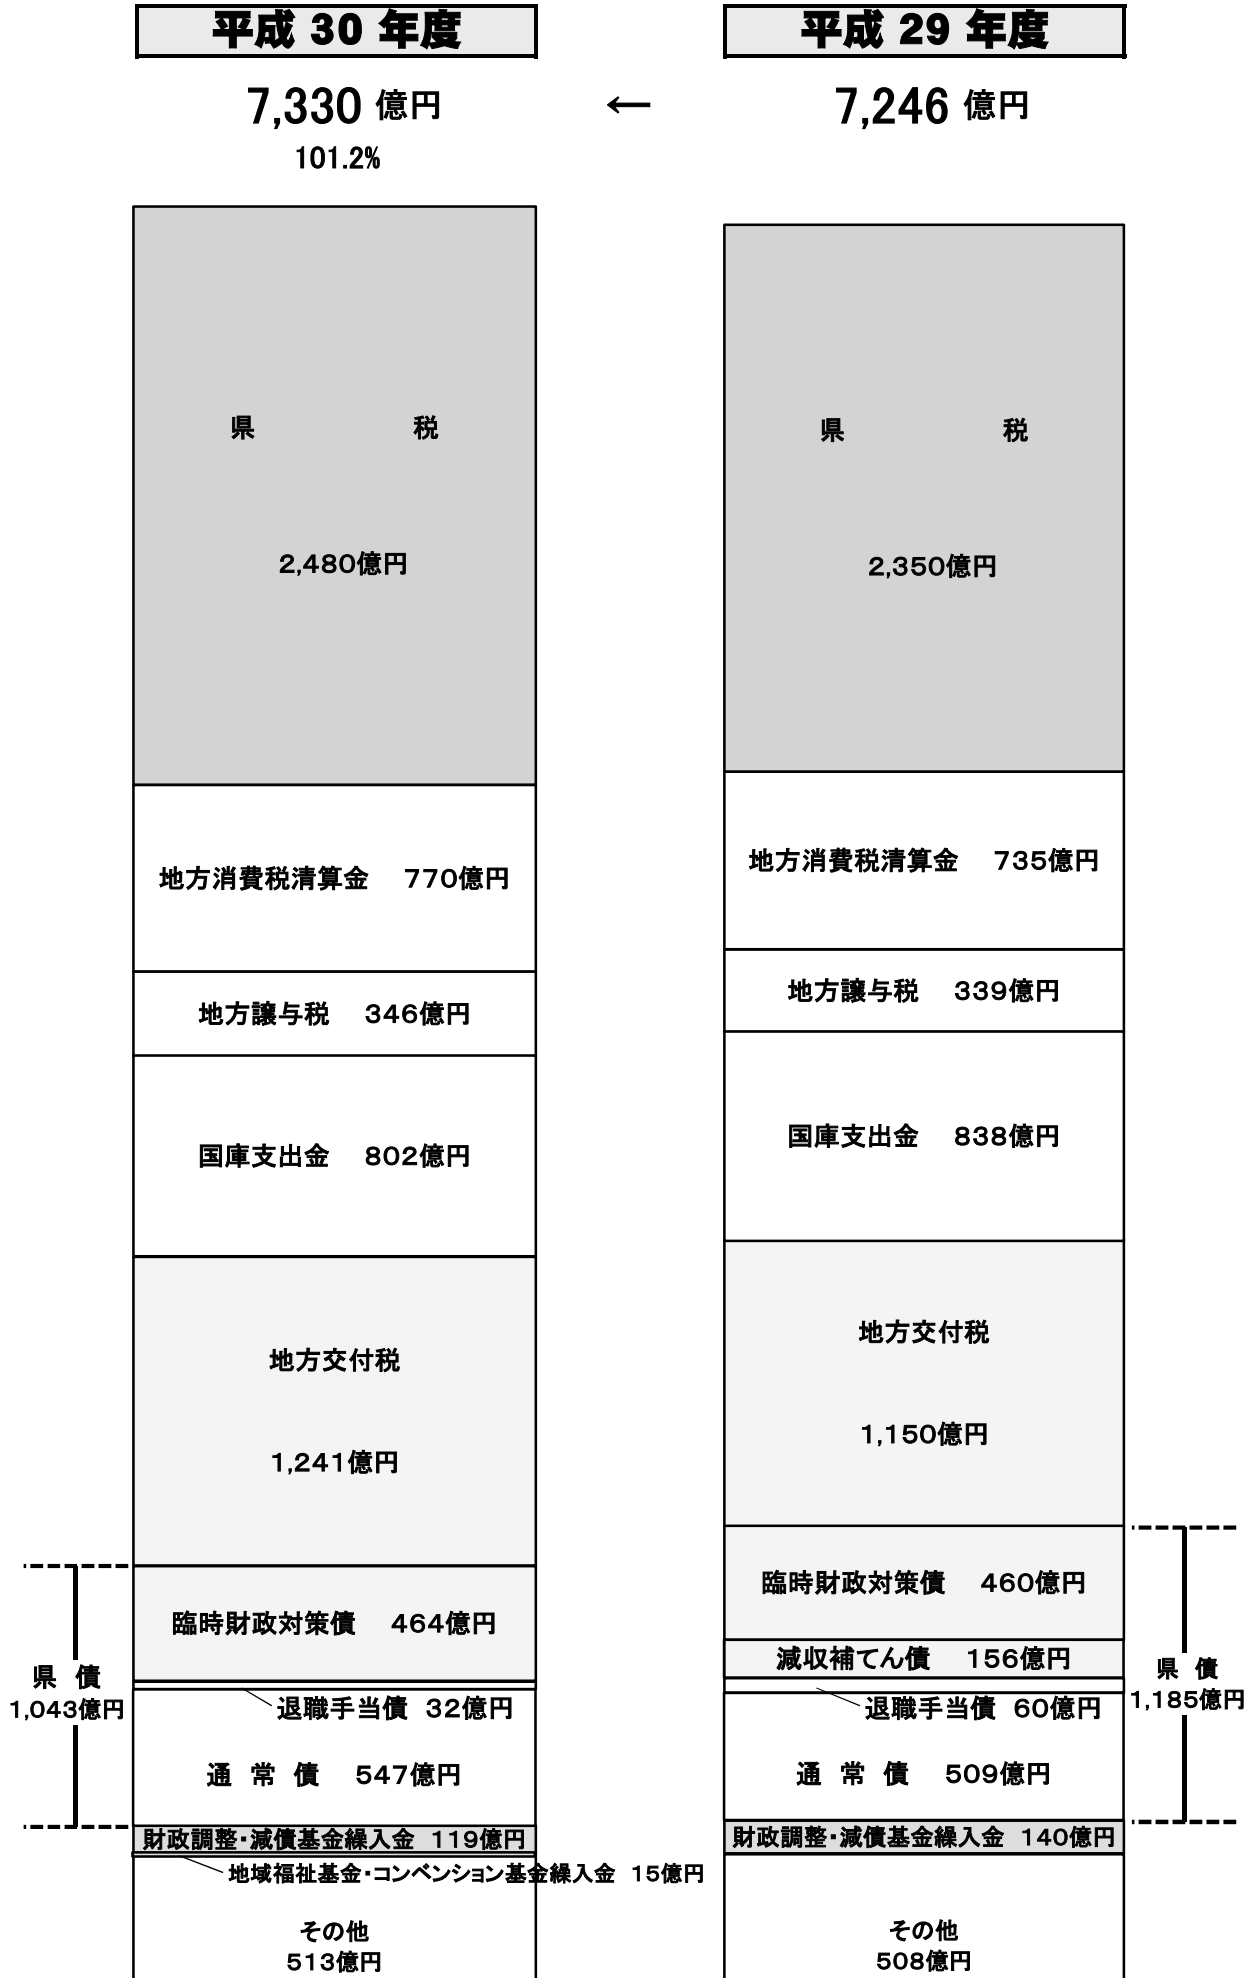 平成 30 年度
7,330 億円
101.2%
県 税
2,480億円
地方消費税清算金 770億円
地方譲与税 346億円
国庫支出金 802億円
地方交付税
1,241億円
臨時財政対策債 464億円
退職手当債 32億円
通 常 債 547億円
県 債
1,043億円
財政調整・減債基金繰入金 119億円
地域福祉基金・コンベンション基金繰入金 15億円
その他
513億円
←
平成 29 年度
7,246 億円
県 税
2,350億円
地方消費税清算金 735億円
地方譲与税 339億円
国庫支出金 838億円
地方交付税
1,150億円
臨時財政対策債 460億円
減収補てん債 156億円
退職手当債 60億円
通 常 債 509億円
県 債
1,185億円
財政調整・減債基金繰入金 140億円
その他
508億円